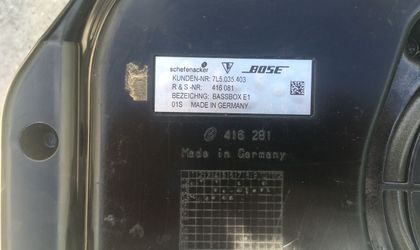 schefenacker BOSE
KUNDEN-NR: 7L5.035.403
R & S -NR: 416 081
BEZEICHNG: BASSBOX E1
01S MADE IN GERMANY
416 281
Made in Germany